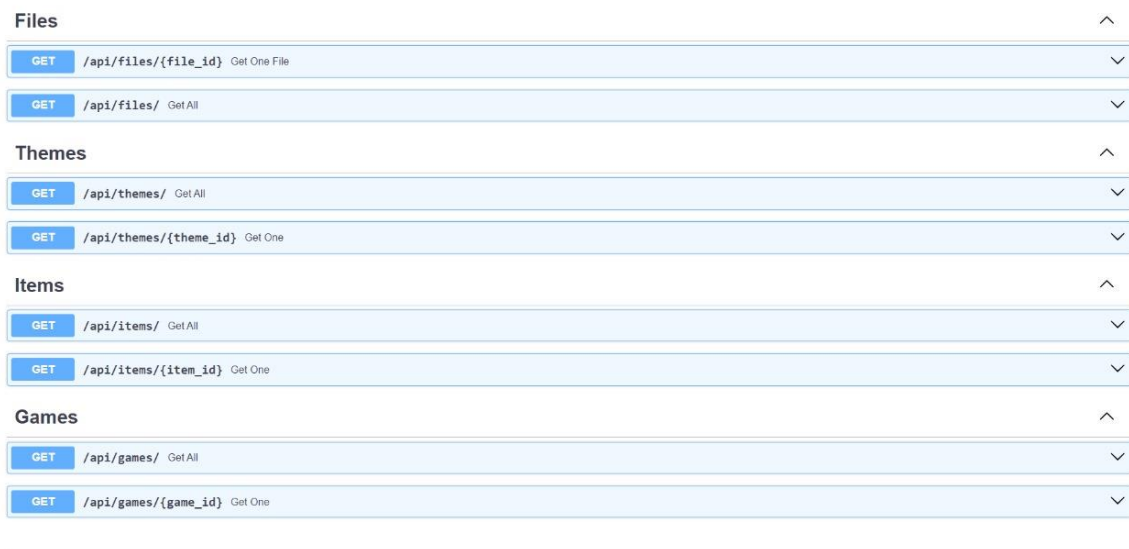 Files
GET /api/files/{file_id} Get One File
GET /api/files/ Get All
Themes
GET /api/themes/ Get All
GET /api/themes/{theme_id} Get One
Items
GET /api/items/ Get All
GET /api/items/{item_id} Get One
Games
GET /api/games/ Get All
GET /api/games/{game_id} Get One